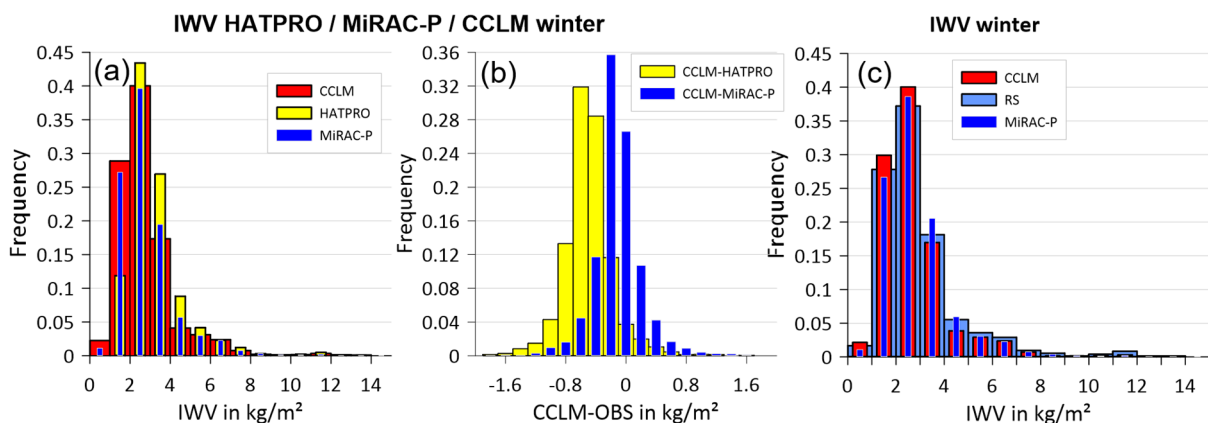 IWV HATPRO / MiRAC-P / CCLM winter
IWV winter
(a)
CCLM
HATPRO
MiRAC-P
Frequency
0.45
0.4
0.35
0.3
0.25
0.2
0.15
0.1
0.05
0
0 2 4 6 8 10 12 14
IWV in kg/m²
(b)
CCLM-HATPRO
CCLM-MiRAC-P
Frequency
0.36
0.32
0.28
0.24
0.20
0.16
0.12
0.08
0.04
0
-1.6 -0.8 0 0.8 1.6
CCLM-OBS in kg/m²
(c)
CCLM
RS
MiRAC-P
Frequency
0.45
0.4
0.35
0.3
0.25
0.2
0.15
0.1
0.05
0
0 2 4 6 8 10 12 14
IWV in kg/m²